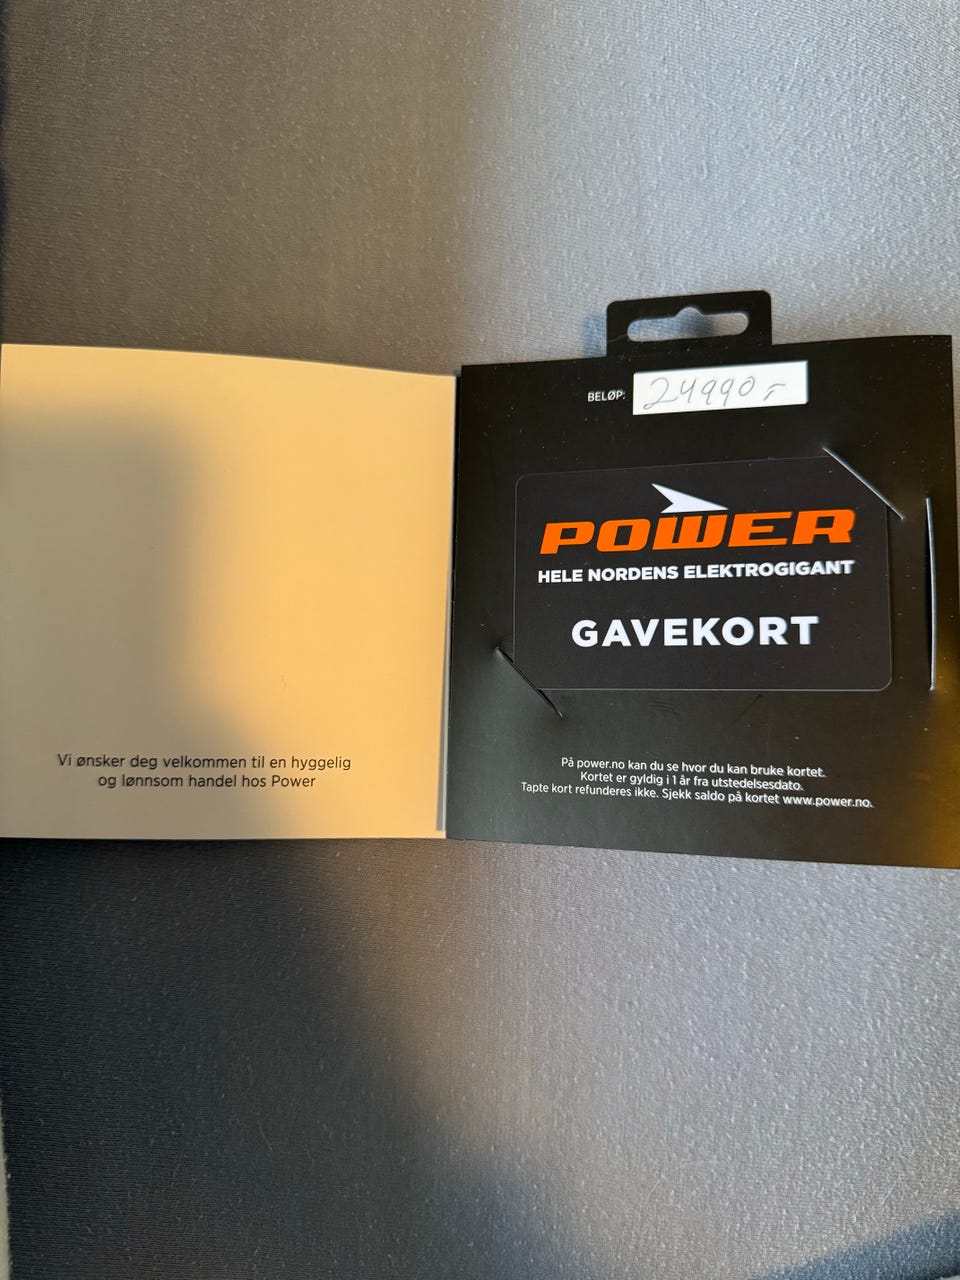 Vi ønsker deg velkommen til en hyggelig
og lønnsom handel hos Power
BELØP: 24990,-
POWER
HELE NORDENS ELEKTROGIGANT
GAVEKORT
På power.no kan du se hvor du kan bruke kortet.
Kortet er gyldig i 1 år fra utstedelsesdato.
Tapte kort refunderes ikke. Sjekk saldo på kortet www.power.no.